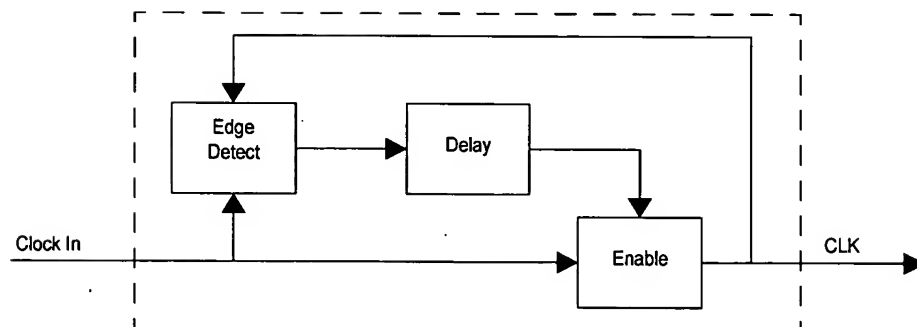 Edge
Detect
Delay
Clock In
Enable
CLK